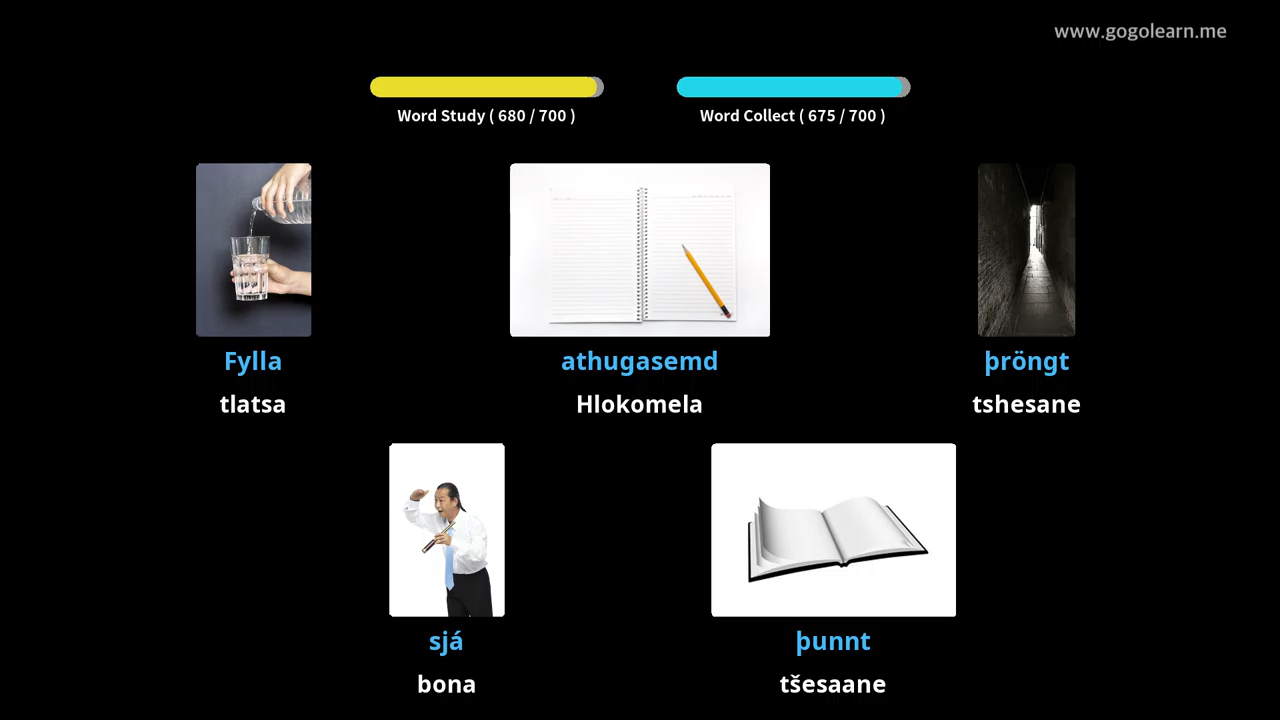 www.gogolearn.me
Word Study ( 680 / 700 )
Word Collect ( 675 / 700 )
Fylla
athugasemd
þröngt
tlatsa
Hlokomela
tshesane
sjá
þunnt
bona
tšesaane